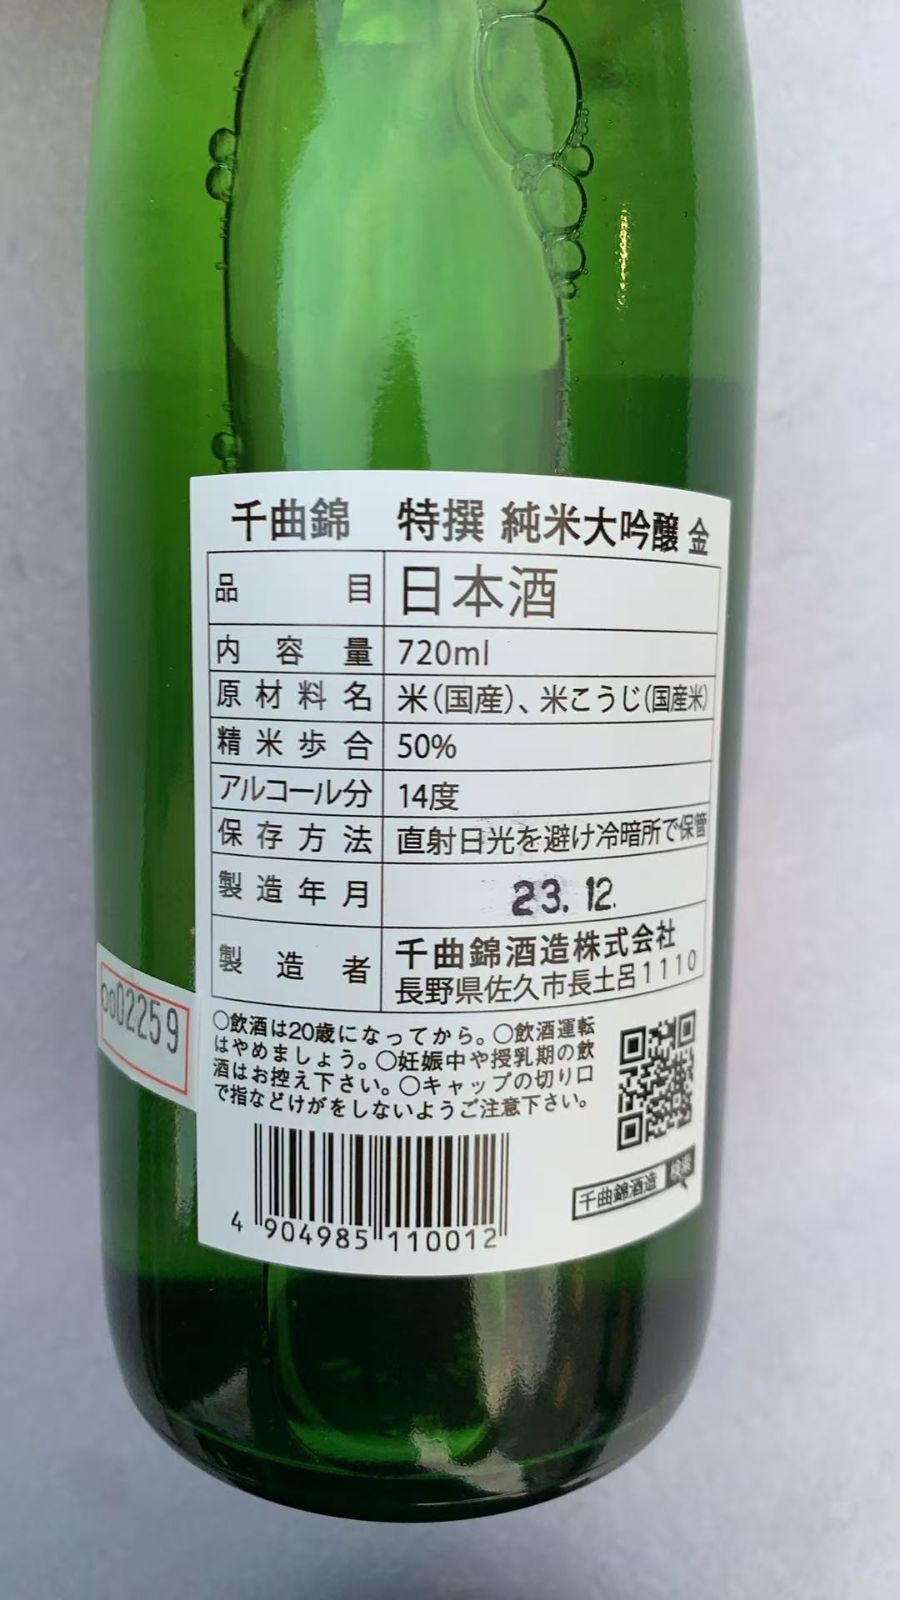 千曲錦 特撰 純米大吟醸 金
品目 日本酒
内容量 720ml
原材料名 米(国産)、米こうじ(国産米)
精米歩合 50%
アルコール分 14度
保存方法 直射日光を避け冷暗所で保管
製造年月 23.12.
製造者 千曲錦酒造株式会社
長野県佐久市長土呂1110
○飲酒は20歳になってから。○飲酒運転
はやめましょう。○妊娠中や授乳期の飲
酒はお控え下さい。○キャップの切り口
で指などけがをしないようご注意下さい。
千曲錦酒造 検索
4 904985 110012
0002259